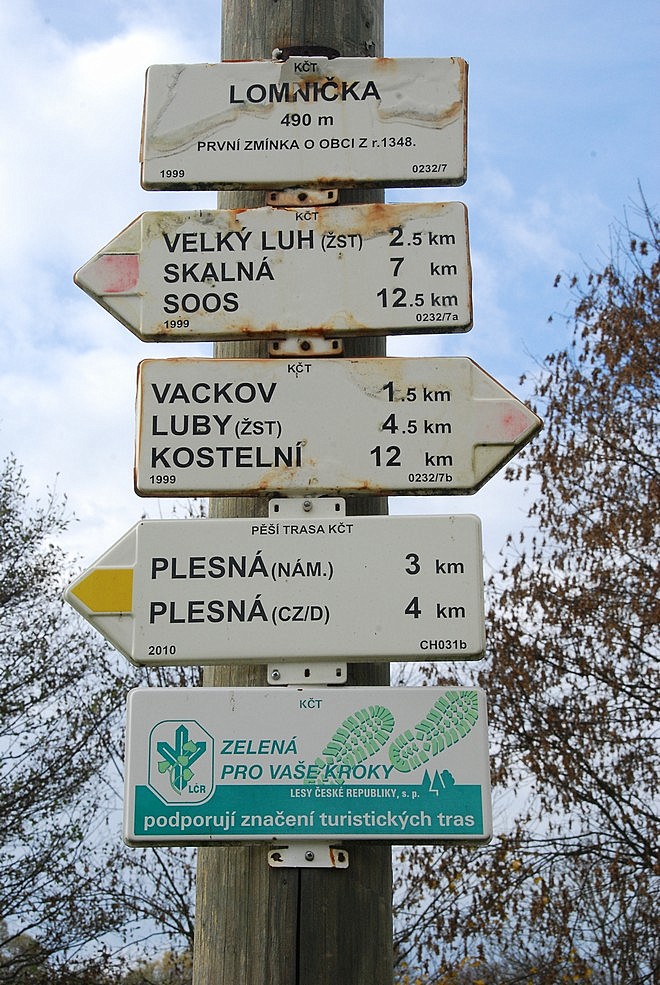 KČT
LOMNIČKA
490 m
PRVNÍ ZMÍNKA O OBCI Z r.1348.
1999 0232/7
KČT
VELKÝ LUH (ŽST) 2.5 km
SKALNÁ 7 km
SOOS 12.5 km
1999 0232/7a
KČT
VACKOV 1.5 km
LUBY (ŽST) 4.5 km
KOSTELNÍ 12 km
1999 0232/7b
PĚŠÍ TRASA KČT
PLESNÁ (NÁM.) 3 km
PLESNÁ (CZ/D) 4 km
2010 CH031b
KČT
LČR
ZELENÁ
PRO VAŠE KROKY
LESY ČESKÉ REPUBLIKY, s. p.
podporují značení turistických tras